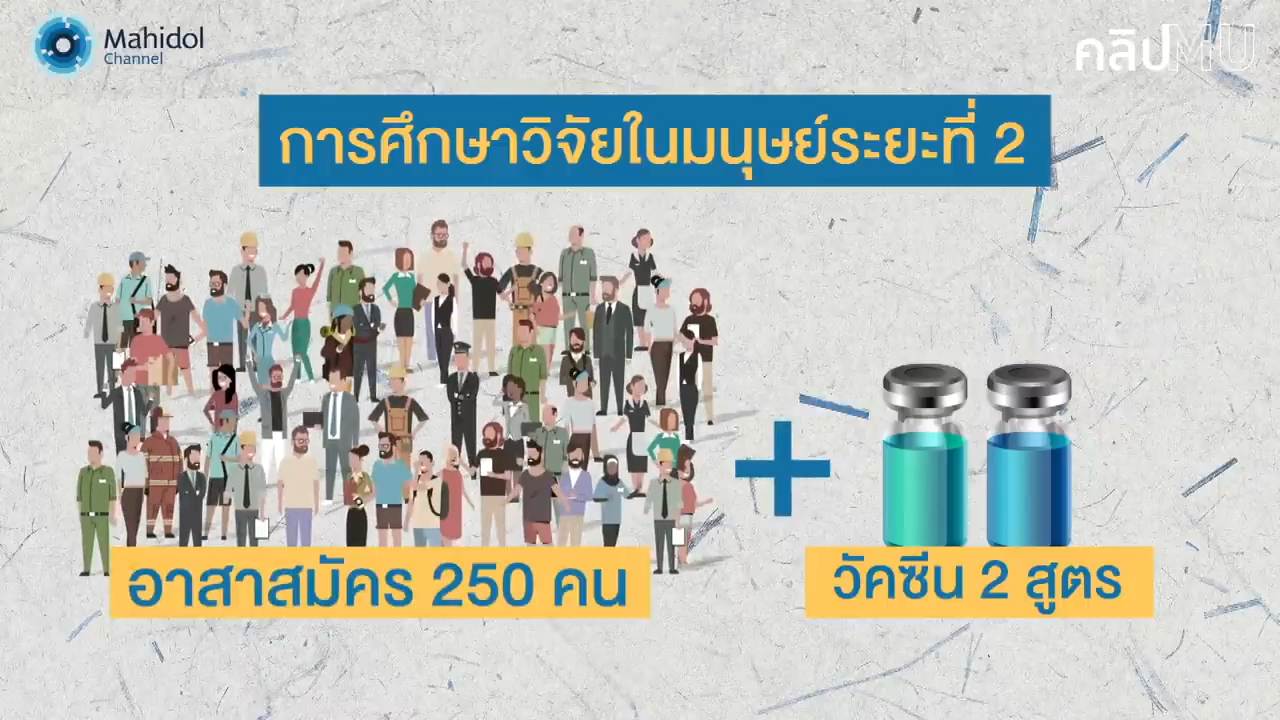 Mahidol
Channel
คลิปMU
การศึกษาวิจัยในมนุษย์ระยะที่ 2
อาสาสมัคร 250 คน
วัคซีน 2 สูตร